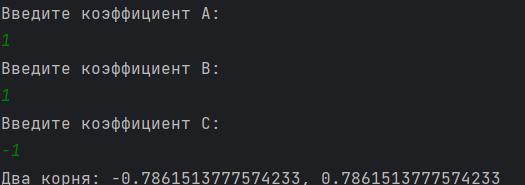 Введите коэффициент A:
1
Введите коэффициент B:
1
Введите коэффициент C:
-1
Два корня: -0.7861513777574233, 0.7861513777574233